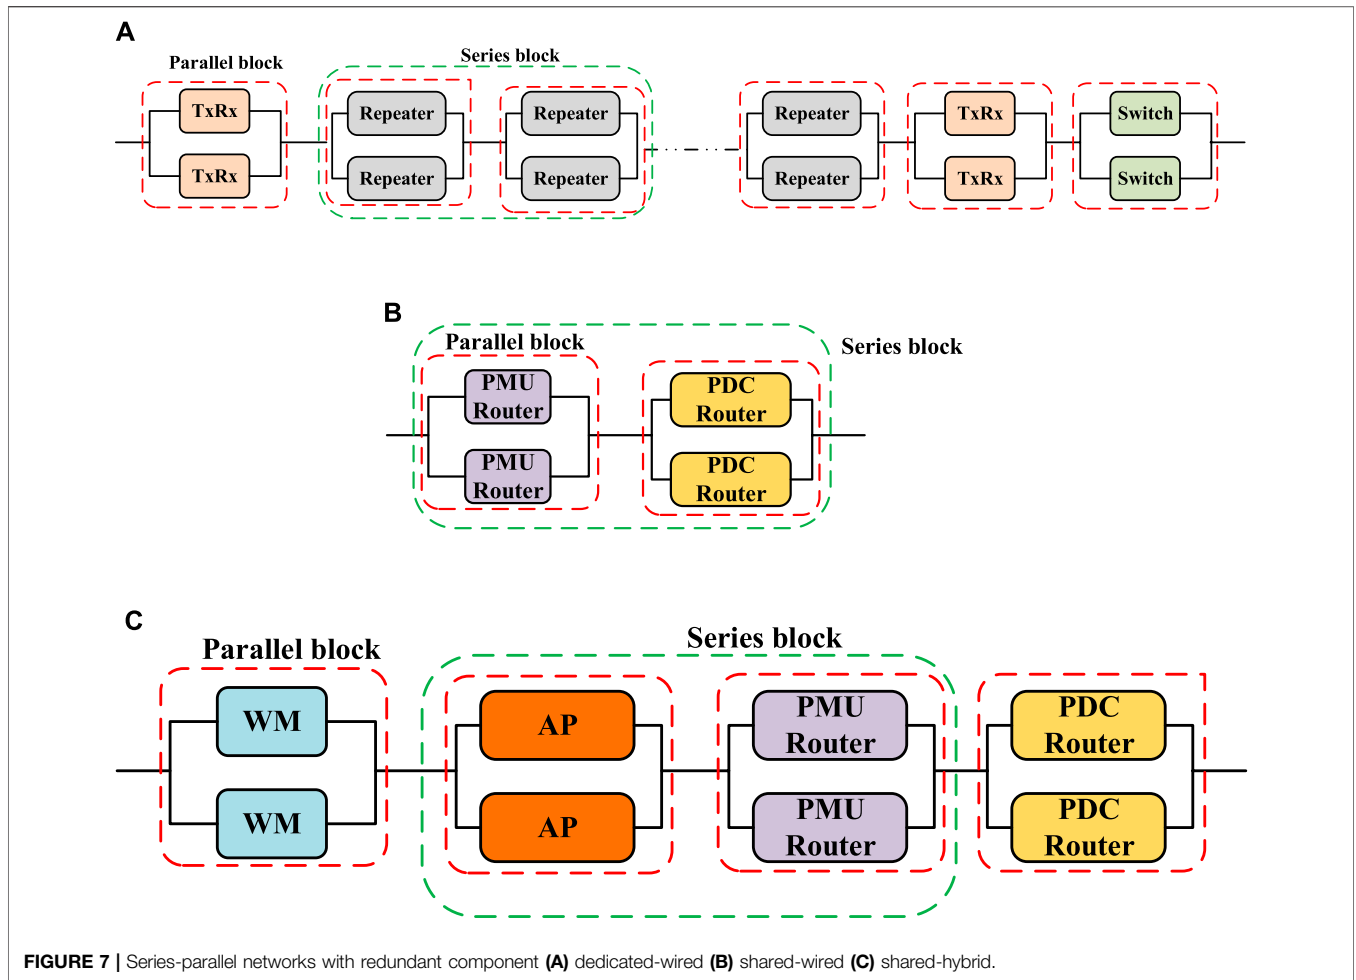 A
Parallel block
Series block
TxRx
Repeater
Repeater
Repeater
TxRx
Switch
TxRx
Repeater
Repeater
Repeater
TxRx
Switch
B
Parallel block
Series block
PMU
Router
PDC
Router
PMU
Router
PDC
Router
C
Parallel block
Series block
WM
AP
PMU
Router
PDC
Router
WM
AP
PMU
Router
PDC
Router
FIGURE 7 | Series-parallel networks with redundant component (A) dedicated-wired (B) shared-wired (C) shared-hybrid.